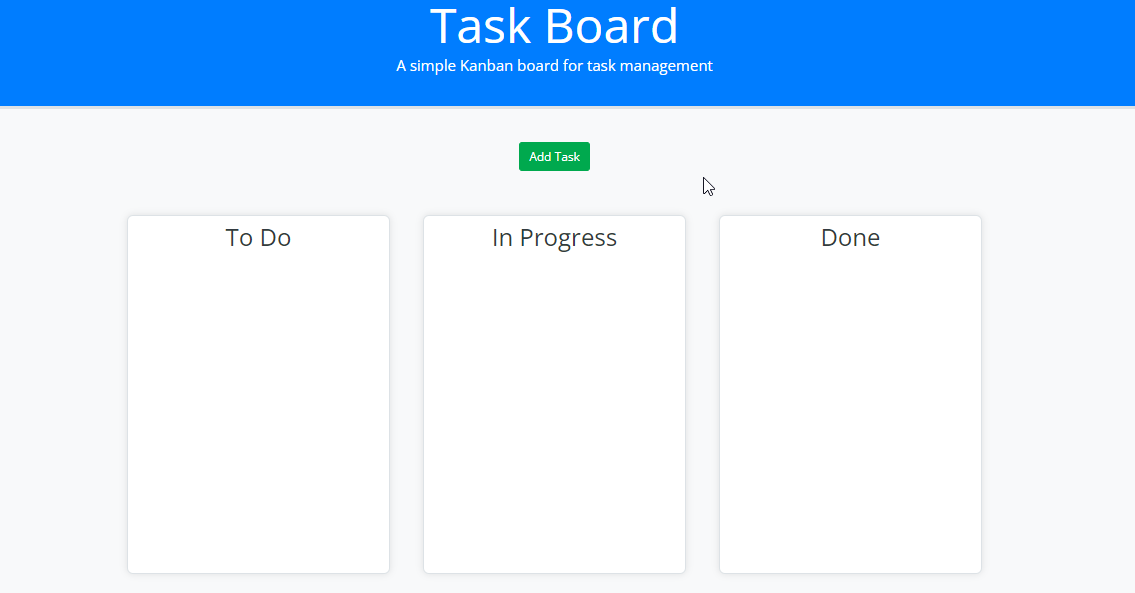 Task Board
A simple Kanban board for task management
Add Task
To Do
In Progress
Done